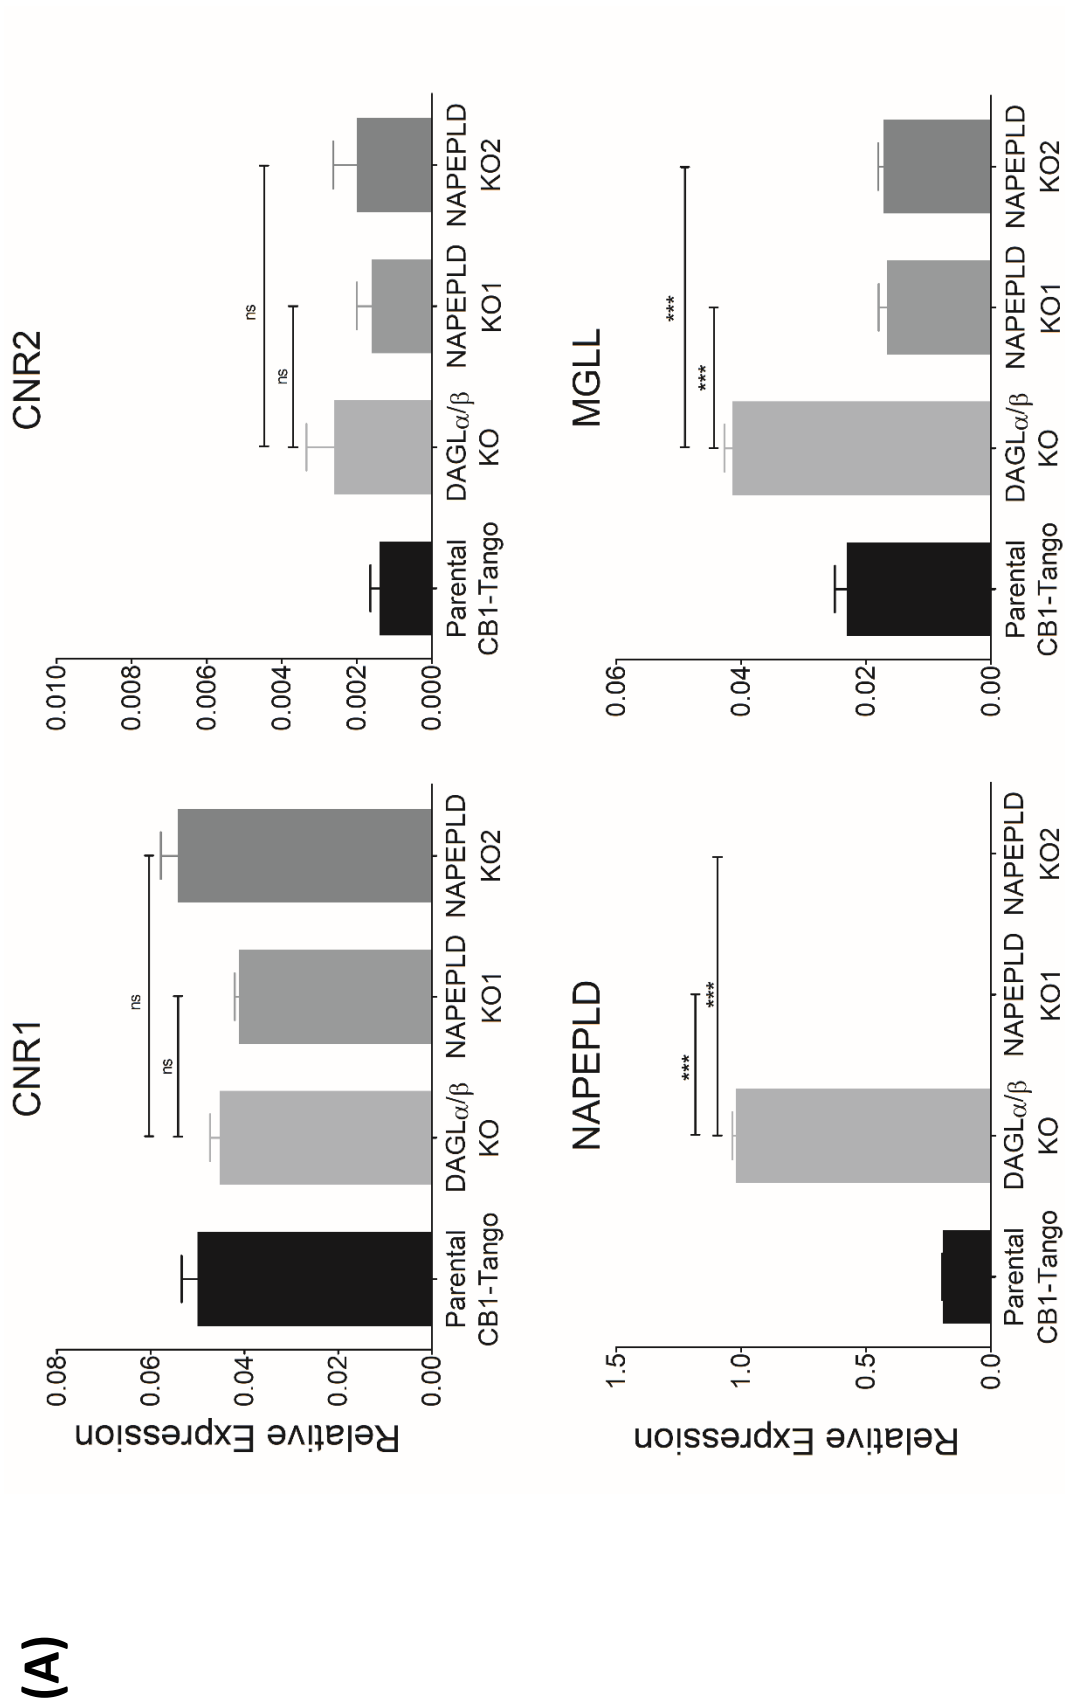 (A)
CNR1
Relative Expression
0.08
0.06
0.04
0.02
0.00
ns
ns
Parental
CB1-Tango
DAGLα/β
KO
NAPEPLD
KO1
NAPEPLD
KO2
CNR2
0.010
0.008
0.006
0.004
0.002
0.000
ns
ns
Parental
CB1-Tango
DAGLα/β
KO
NAPEPLD
KO1
NAPEPLD
KO2
NAPEPLD
Relative Expression
1.5
1.0
0.5
0.0
***
***
Parental
CB1-Tango
DAGLα/β
KO
NAPEPLD
KO1
NAPEPLD
KO2
MGLL
0.06
0.04
0.02
0.00
***
***
Parental
CB1-Tango
DAGLα/β
KO
NAPEPLD
KO1
NAPEPLD
KO2